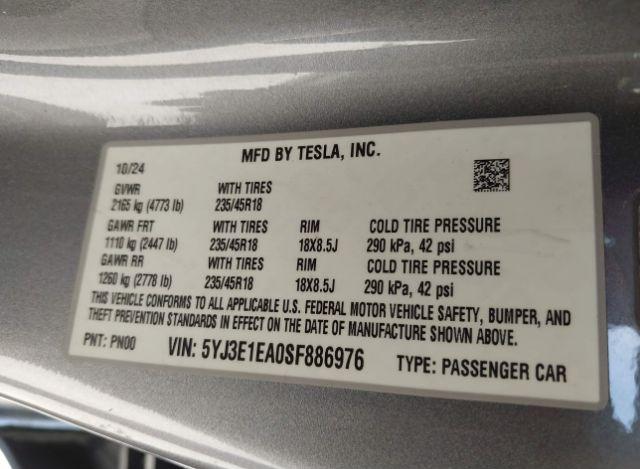 MFD BY TESLA, INC.
10/24
GVWR WITH TIRES
2165 kg (4773 lb) 235/45R18
GAWR FRT WITH TIRES RIM COLD TIRE PRESSURE
1110 kg (2447 lb) 235/45R18 18X8.5J 290 kPa, 42 psi
GAWR RR WITH TIRES RIM COLD TIRE PRESSURE
1260 kg (2778 lb) 235/45R18 18X8.5J 290 kPa, 42 psi
THIS VEHICLE CONFORMS TO ALL APPLICABLE U.S. FEDERAL MOTOR VEHICLE SAFETY, BUMPER, AND
THEFT PREVENTION STANDARDS IN EFFECT ON THE DATE OF MANUFACTURE SHOWN ABOVE.
PNT: PN00 VIN: 5YJ3E1EA0SF886976 TYPE: PASSENGER CAR